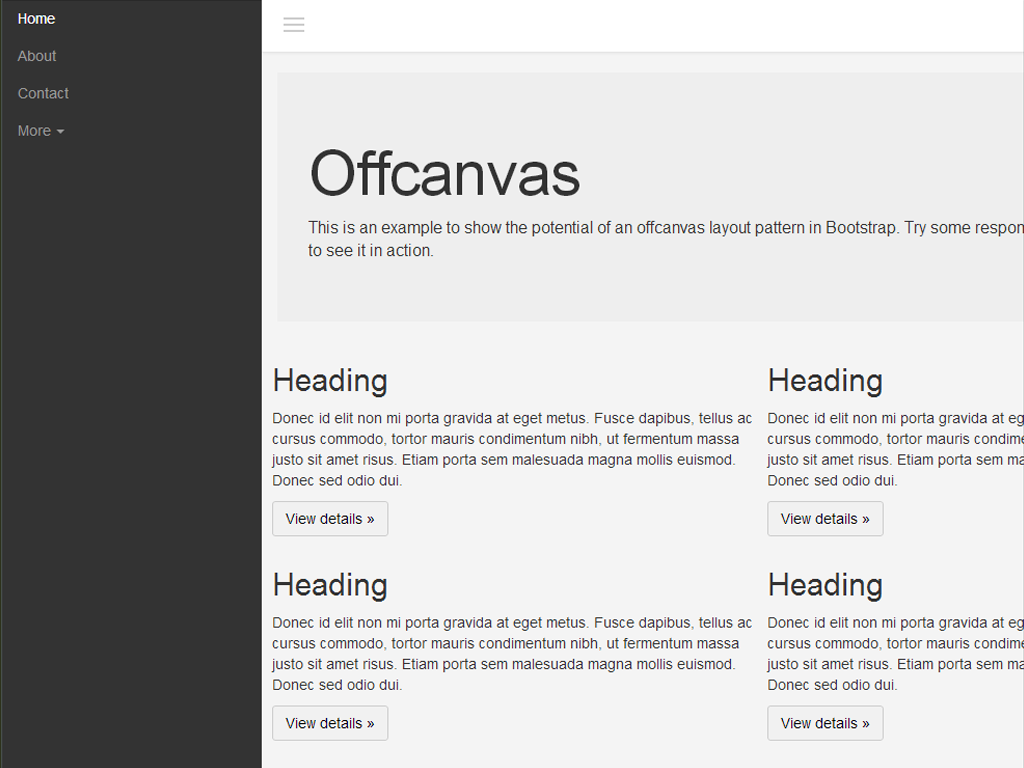 Home
About
Contact
More
Offcanvas
This is an example to show the potential of an offcanvas layout pattern in Bootstrap. Try some
to see it in action.
Heading
Donec id elit non mi porta gravida at eget metus. Fusce dapibus, tellus ac
cursus commodo, tortor mauris condimentum nibh, ut fermentum massa
justo sit amet risus. Etiam porta sem malesuada magna mollis euismod.
Donec sed odio dui.
View details »
Heading
Donec id elit non mi porta gravida at
cursus commodo, tortor mauris
justo sit amet risus. Etiam porta sem
Donec sed odio dui.
View details »
Heading
Donec id elit non mi porta gravida at eget metus. Fusce dapibus, tellus ac
cursus commodo, tortor mauris condimentum nibh, ut fermentum massa
justo sit amet risus. Etiam porta sem malesuada magna mollis euismod.
Donec sed odio dui.
View details »
Heading
Donec id elit non mi porta gravida at
cursus commodo, tortor mauris
justo sit amet risus. Etiam porta sem
Donec sed odio dui.
View details »